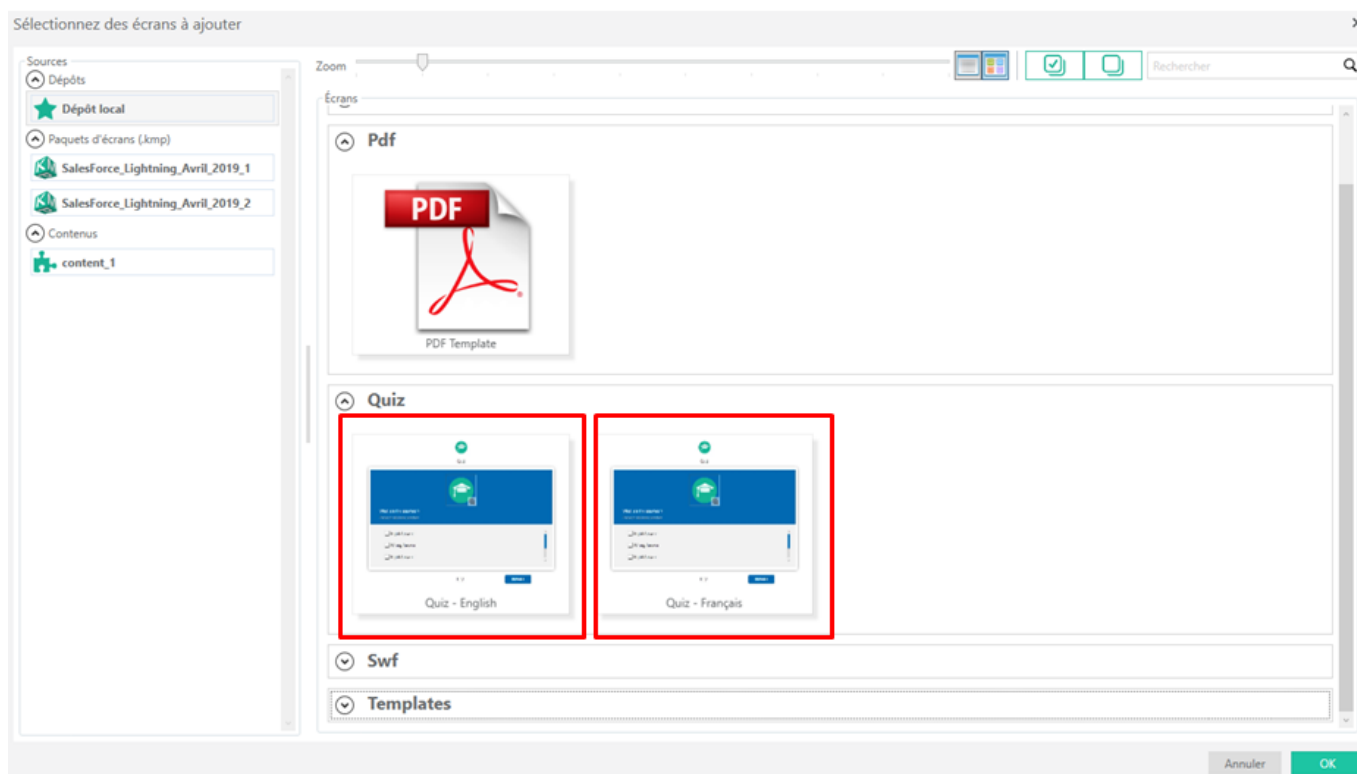 Sélectionnez des écrans à ajouter
Sources
Dépôts
Dépôt local
Paquets d'écrans (.kmp)
SalesForce_Lightning_Avril_2019_1
SalesForce_Lightning_Avril_2019_2
Contenus
content_1
Zoom
Rechercher
Écrans
Pdf
PDF
PDF Template
Quiz
Quiz - English
Quiz - Français
Swf
Templates
Annuler
OK